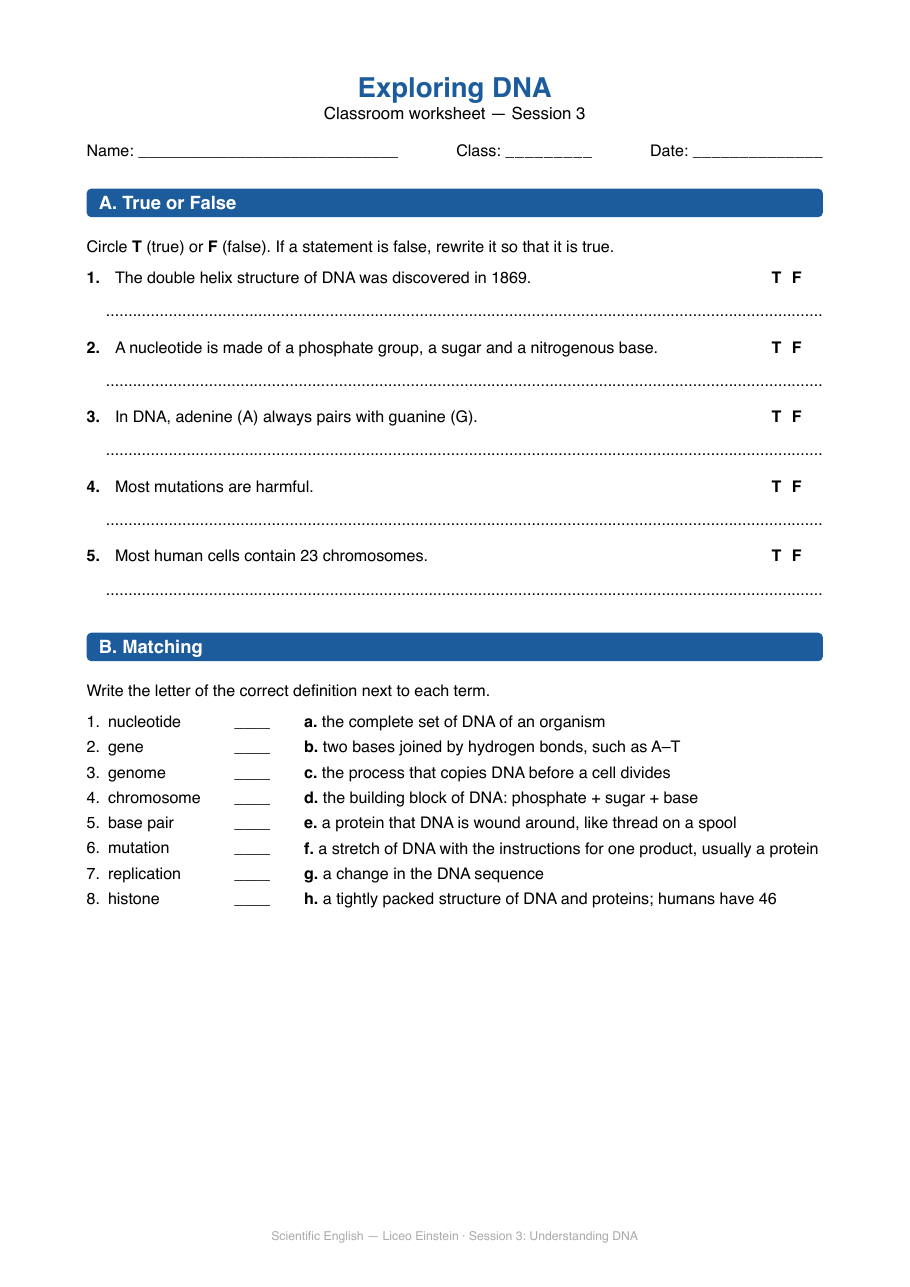 Exploring DNA
Classroom worksheet — Session 3
Name: _____________________________ Class: __________ Date: ______________
A. True or False
Circle T (true) or F (false). If a statement is false, rewrite it so that it is true.
1. The double helix structure of DNA was discovered in 1869. T F
................................................................................
2. A nucleotide is made of a phosphate group, a sugar and a nitrogenous base. T F
................................................................................
3. In DNA, adenine (A) always pairs with guanine (G). T F
................................................................................
4. Most mutations are harmful. T F
................................................................................
5. Most human cells contain 23 chromosomes. T F
................................................................................
B. Matching
Write the letter of the correct definition next to each term.
1. nucleotide ____ a. the complete set of DNA of an organism
2. gene ____ b. two bases joined by hydrogen bonds, such as A–T
3. genome ____ c. the process that copies DNA before a cell divides
4. chromosome ____ d. the building block of DNA: phosphate + sugar + base
5. base pair ____ e. a protein that DNA is wound around, like thread on a spool
6. mutation ____ f. a stretch of DNA with the instructions for one product, usually a protein
7. replication ____ g. a change in the DNA sequence
8. histone ____ h. a tightly packed structure of DNA and proteins; humans have 46
Scientific English — Liceo Einstein · Session 3: Understanding DNA